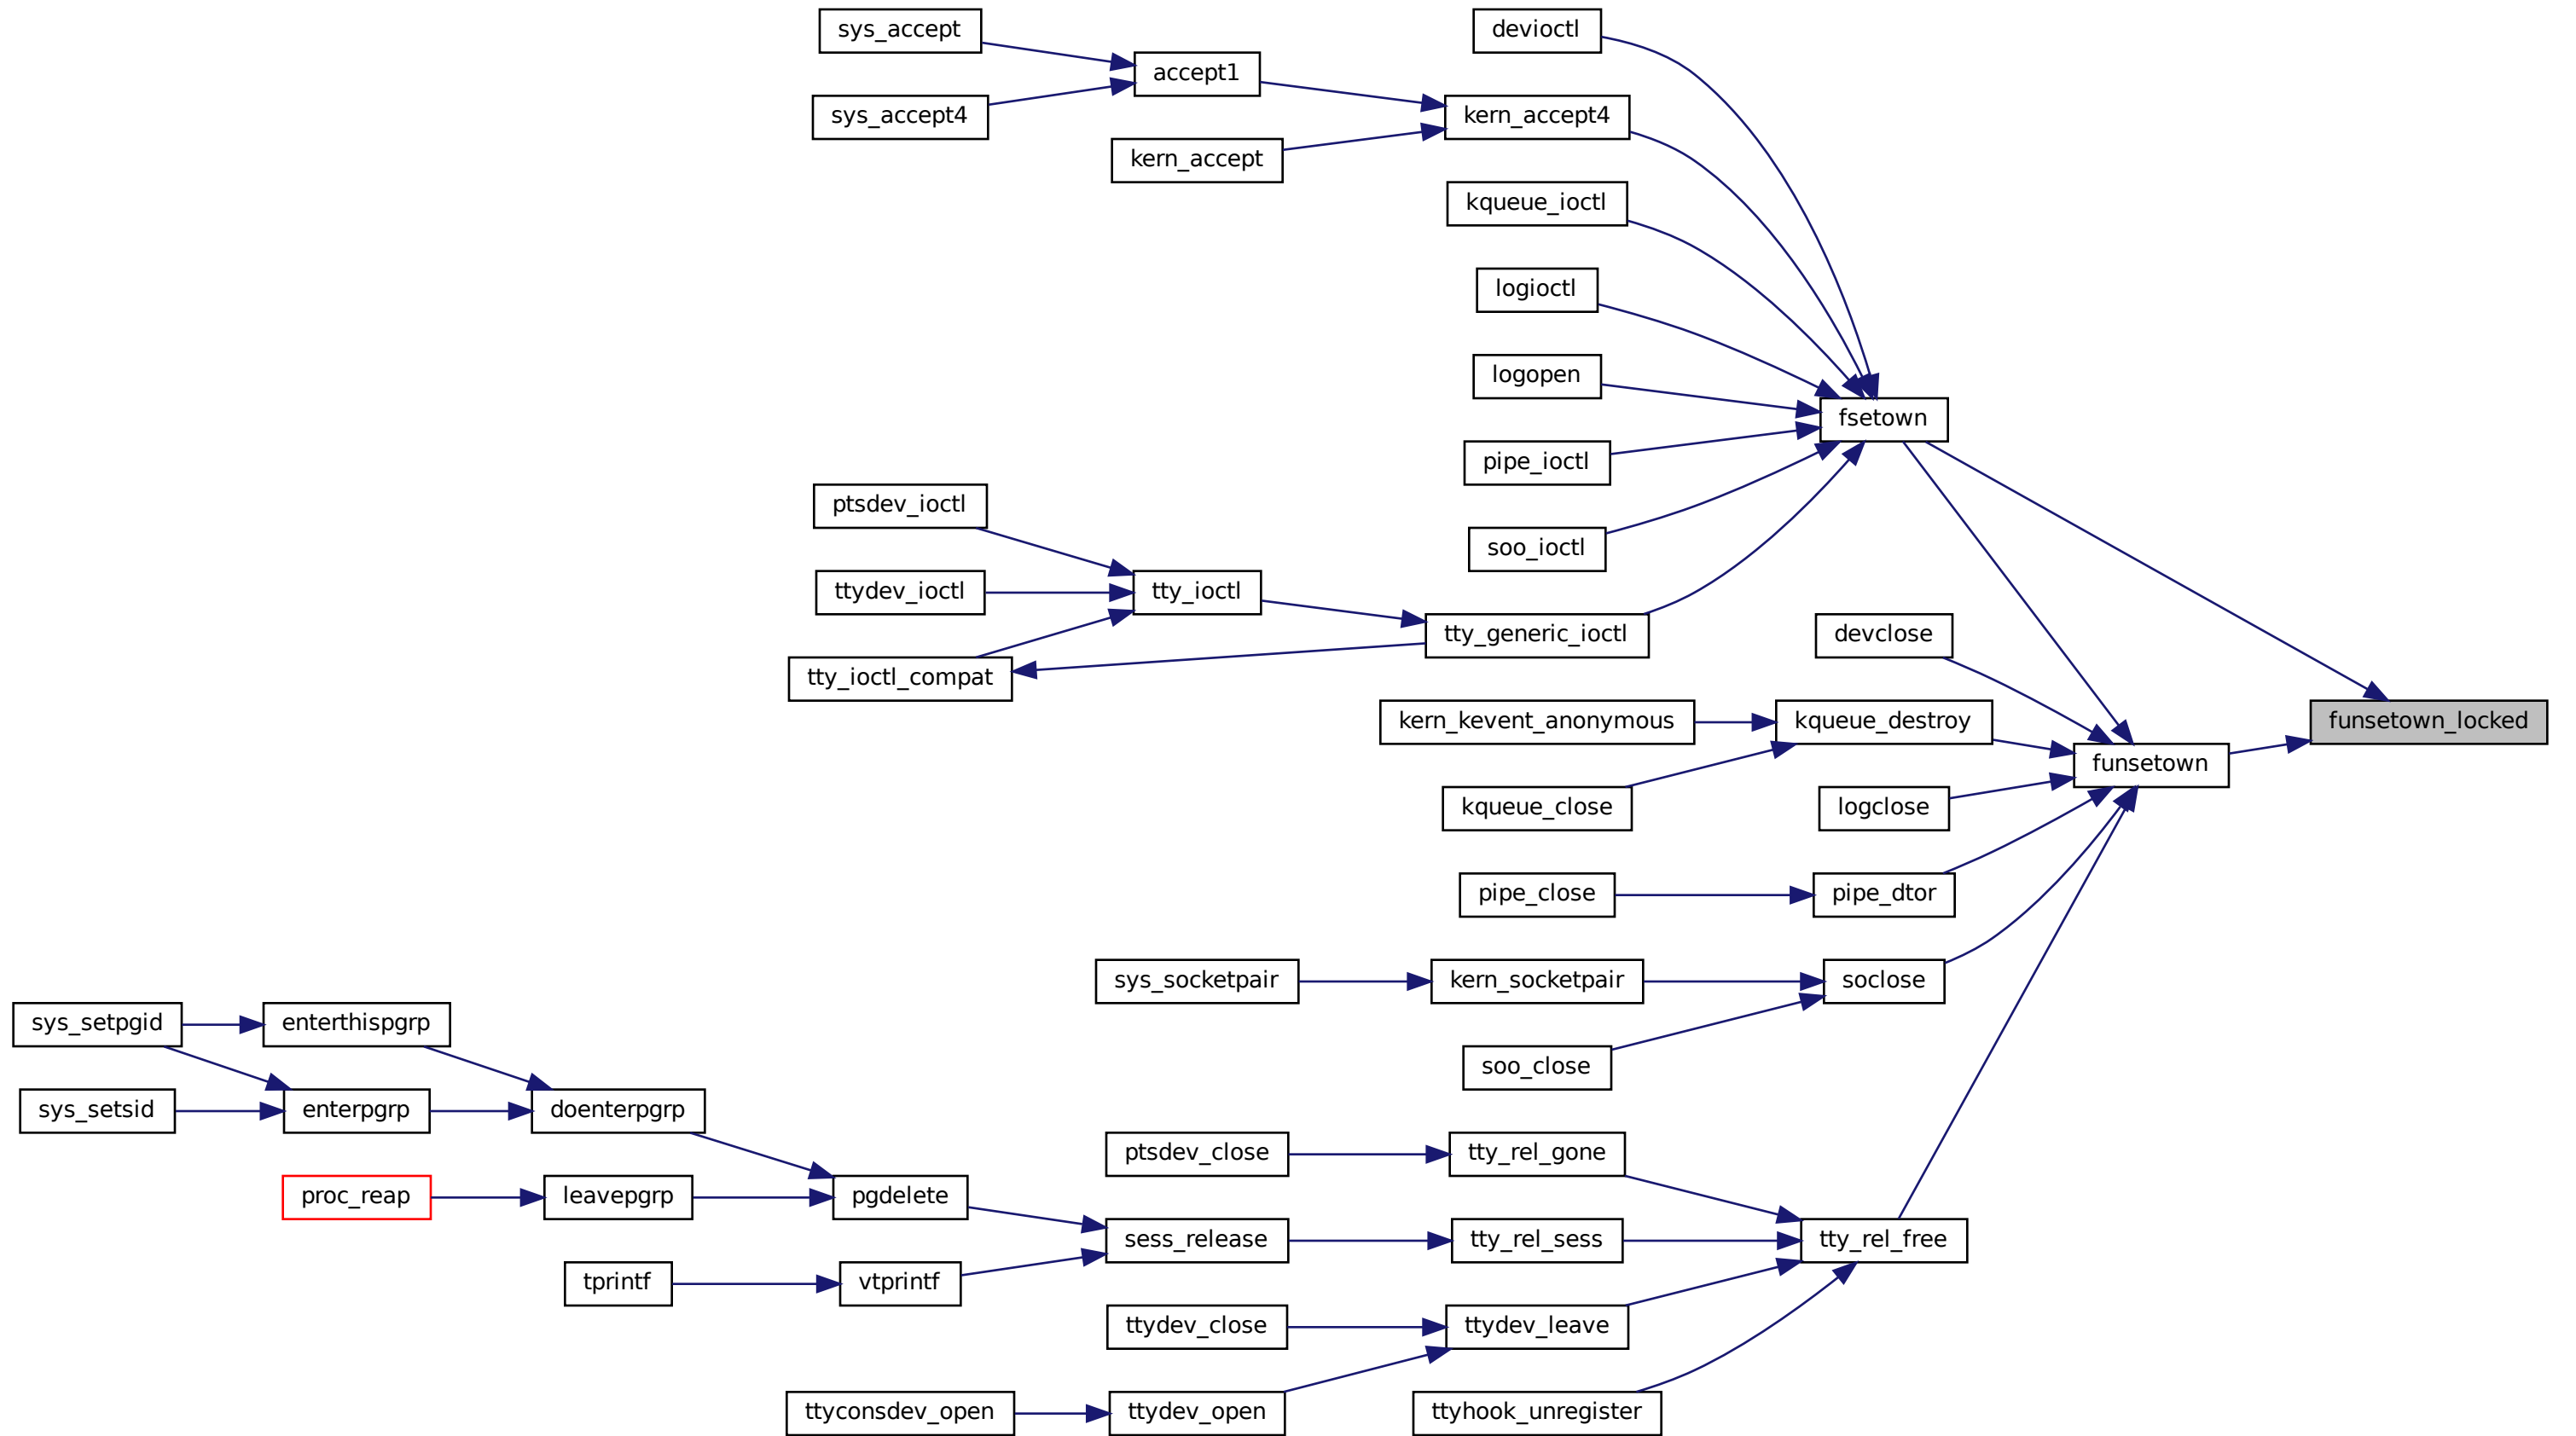 sys_accept
devioctl
accept1
sys_accept4
kern_accept4
kern_accept
kqueue_ioctl
logioctl
logopen
fsetown
pipe_ioctl
ptsdev_ioctl
soo_ioctl
ttydev_ioctl
tty_ioctl
tty_generic_ioctl
devclose
tty_ioctl_compat
kern_kevent_anonymous
kqueue_destroy
funsetown_locked
funsetown
kqueue_close
logclose
pipe_close
pipe_dtor
sys_socketpair
kern_socketpair
soclose
sys_setpgid
enterthispgrp
soo_close
sys_setsid
enterpgrp
doenterpgrp
ptsdev_close
tty_rel_gone
proc_reap
leavepgrp
pgdelete
sess_release
tty_rel_sess
tty_rel_free
tprintf
vtprintf
ttydev_close
ttydev_leave
ttyconsdev_open
ttydev_open
ttyhook_unregister